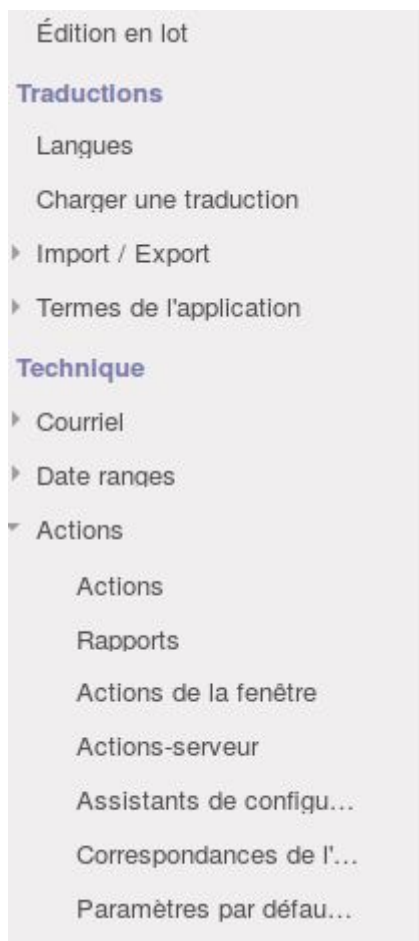 Édition en lot
Traductions
Langues
Charger une traduction
Import / Export
Termes de l'application
Technique
Courriel
Date ranges
Actions
Actions
Rapports
Actions de la fenêtre
Actions-serveur
Assistants de configu...
Correspondances de l'...
Paramètres par défau...